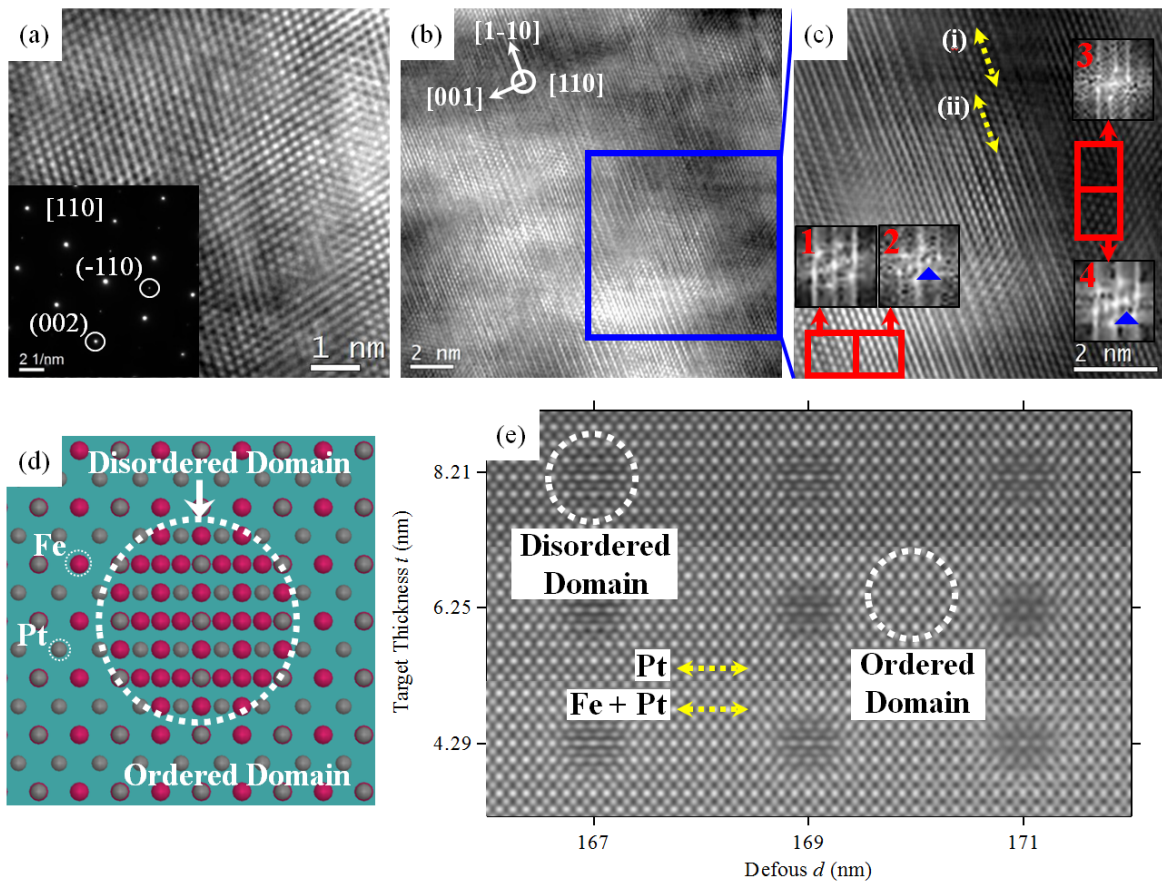 (a)
[110]
(-110)
(002)
2 1/nm
1 nm
(b)
[1-10]
[001]
[110]
2 nm
(c)
(i)
(ii)
3
1
2
4
2 nm
(d)
Disordered Domain
Fe
Pt
Ordered Domain
(e)
Target Thickness t (nm)
8.21
6.25
4.29
Disordered
Domain
Ordered
Domain
Pt
Fe + Pt
167
169
171
Defous d (nm)